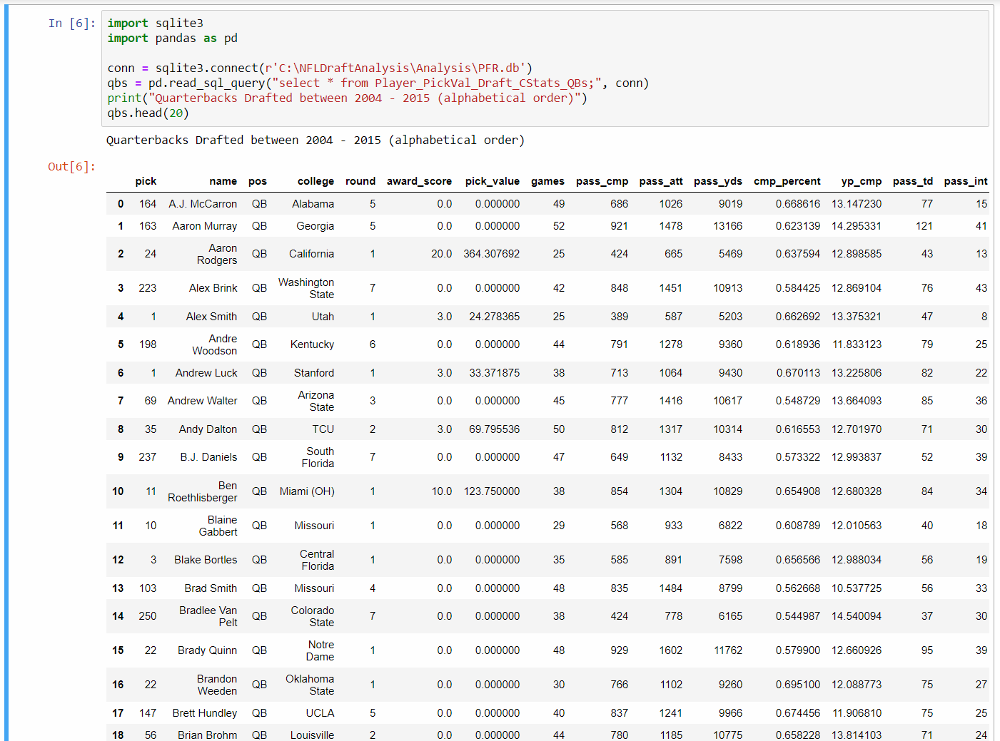 In [6]:
import sqlite3
import pandas as pd
conn = sqlite3.connect(r'C:\NFLDraftAnalysis\Analysis\PFR.db')
qbs = pd.read_sql_query("select * from Player_PickVal_Draft_CStats_QBs;", conn)
print("Quarterbacks Drafted between 2004 - 2015 (alphabetical order)")
qbs.head(20)
Quarterbacks Drafted between 2004 - 2015 (alphabetical order)
Out[6]:
pick name pos college round award_score pick_value games pass_cmp pass_att pass_yds cmp_percent yp_cmp pass_td pass_int
0 164 A.J. McCarron QB Alabama 5 0.0 0.000000 49 686 1026 9019 0.668616 13.147230 77 15
1 163 Aaron Murray QB Georgia 5 0.0 0.000000 52 921 1478 13166 0.623139 14.295331 121 41
2 24 Aaron Rodgers QB California 1 20.0 364.307692 25 424 665 5469 0.637594 12.898585 43 13
3 223 Alex Brink QB Washington State 7 0.0 0.000000 42 848 1451 10913 0.584425 12.869104 76 43
4 1 Alex Smith QB Utah 1 3.0 24.278365 25 389 587 5203 0.662692 13.375321 47 8
5 198 Andre Woodson QB Kentucky 6 0.0 0.000000 44 791 1278 9360 0.618936 11.833123 79 25
6 1 Andrew Luck QB Stanford 1 3.0 33.371875 38 713 1064 9430 0.670113 13.225806 82 22
7 69 Andrew Walter QB Arizona State 3 0.0 0.000000 45 777 1416 10617 0.548729 13.664093 85 36
8 35 Andy Dalton QB TCU 2 3.0 69.795536 50 812 1317 10314 0.616553 12.701970 71 30
9 237 B.J. Daniels QB South Florida 7 0.0 0.000000 47 649 1132 8433 0.573322 12.993837 52 39
10 11 Ben Roethlisberger QB Miami (OH) 1 10.0 123.750000 38 854 1304 10829 0.654908 12.680328 84 34
11 10 Blaine Gabbert QB Missouri 1 0.0 0.000000 29 568 933 6822 0.608789 12.010563 40 18
12 3 Blake Bortles QB Central Florida 1 0.0 0.000000 35 585 891 7598 0.656566 12.988034 56 19
13 103 Brad Smith QB Missouri 4 0.0 0.000000 48 835 1484 8799 0.562668 10.537725 56 33
14 250 Bradlee Van Pelt QB Colorado State 7 0.0 0.000000 38 424 778 6165 0.544987 14.540094 37 30
15 22 Brady Quinn QB Notre Dame 1 0.0 0.000000 48 929 1602 11762 0.579900 12.660926 95 39
16 22 Brandon Weeden QB Oklahoma State 1 0.0 0.000000 30 766 1102 9260 0.695100 12.088773 75 27
17 147 Brett Hundley QB UCLA 5 0.0 0.000000 40 837 1241 9966 0.674456 11.906810 75 25
18 56 Brian Brohm QB Louisville 2 0.0 0.000000 44 780 1185 10775 0.658228 13.814103 71 24